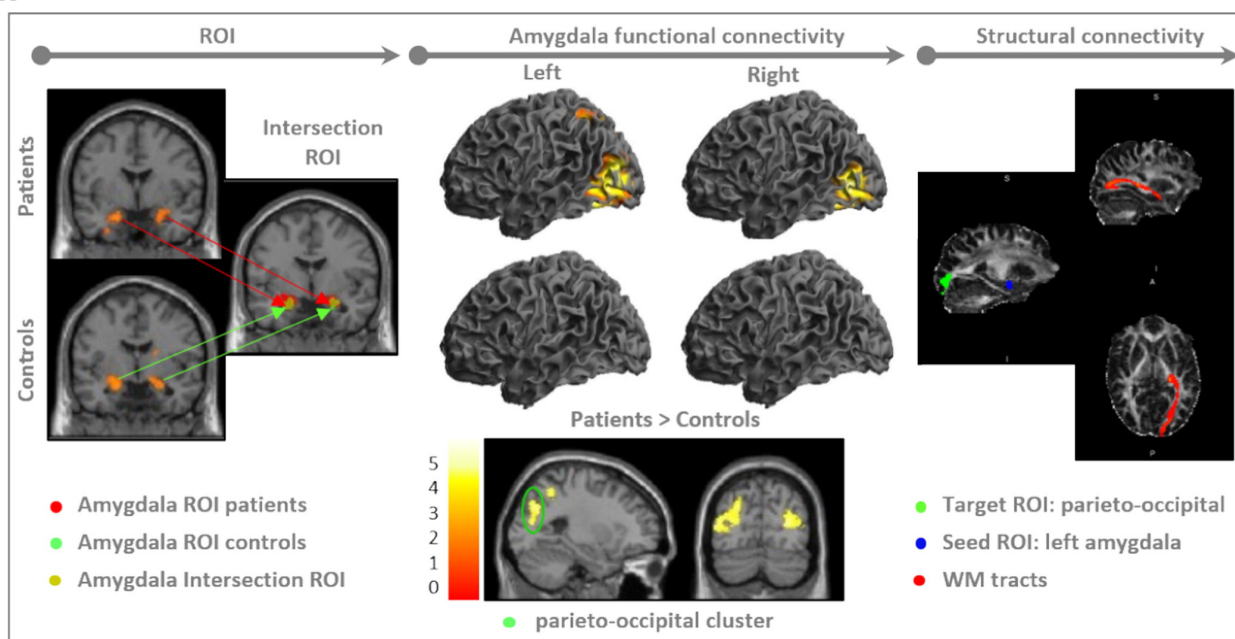 ROI
Amygdala functional connectivity
Structural connectivity
Left
Right
Patients
Intersection
ROI
Controls
S
S
I
A
I
P
Patients > Controls
5
4
3
2
1
0
Amygdala ROI patients
Amygdala ROI controls
Amygdala Intersection ROI
parieto-occipital cluster
Target ROI: parieto-occipital
Seed ROI: left amygdala
WM tracts